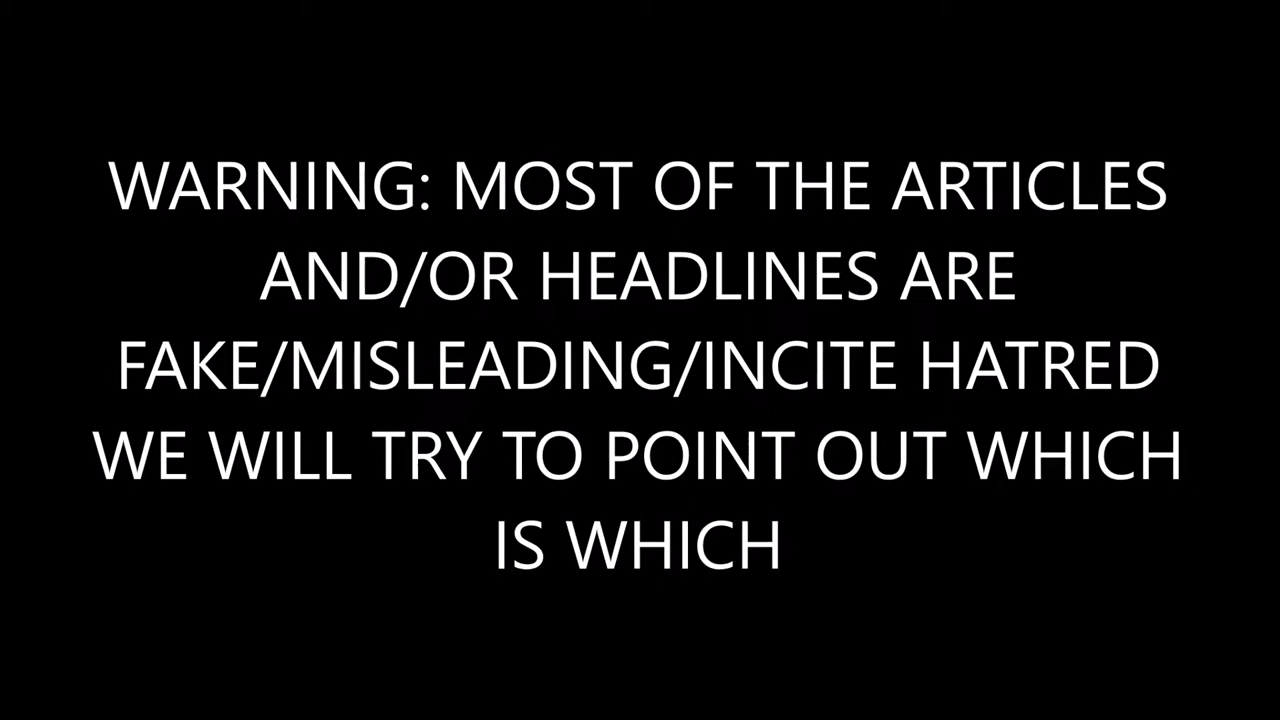 WARNING: MOST OF THE ARTICLES
AND/OR HEADLINES ARE
FAKE/MISLEADING/INCITE HATRED
WE WILL TRY TO POINT OUT WHICH
IS WHICH